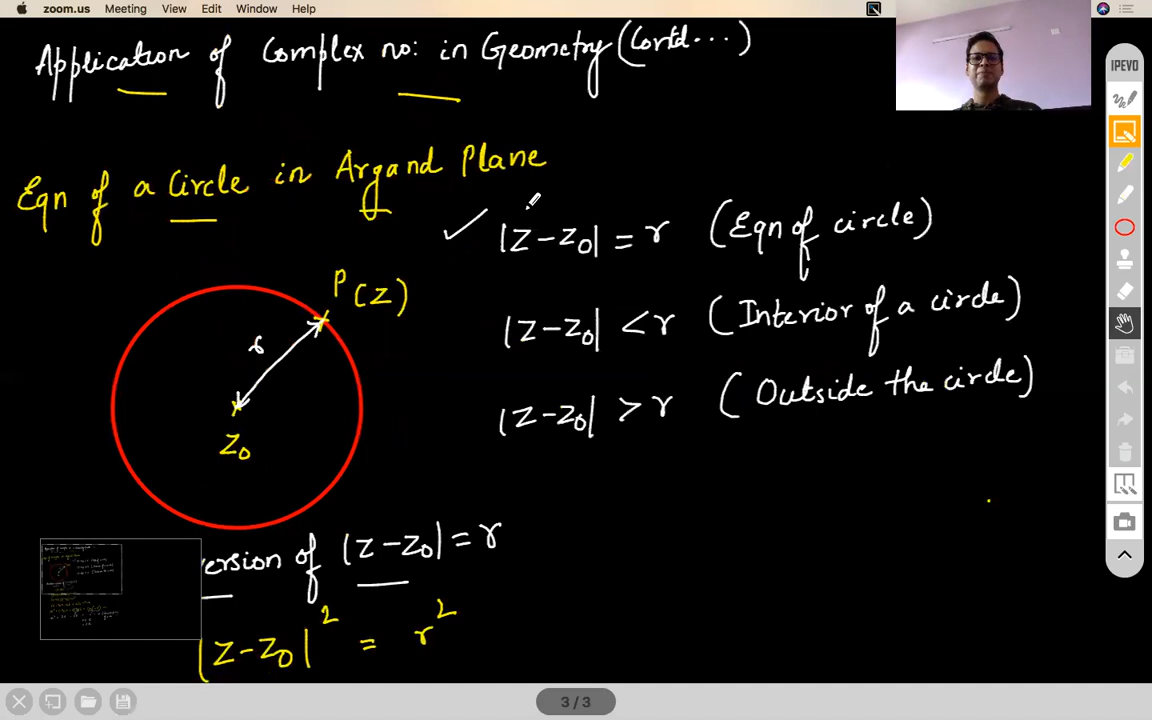 zoom.us Meeting View Edit Window Help
Application of Complex no: in Geometry (Contd...)
IPEVO
Eqn of a Circle in Argand Plane
|z-z0| = r (Eqn of circle)
P(z)
|z-z0| < r (Interior of a circle)
r
|z-z0| > r (Outside the circle)
z0
ersion of |z-z0| = r
|z-z0|² = r²
3/3